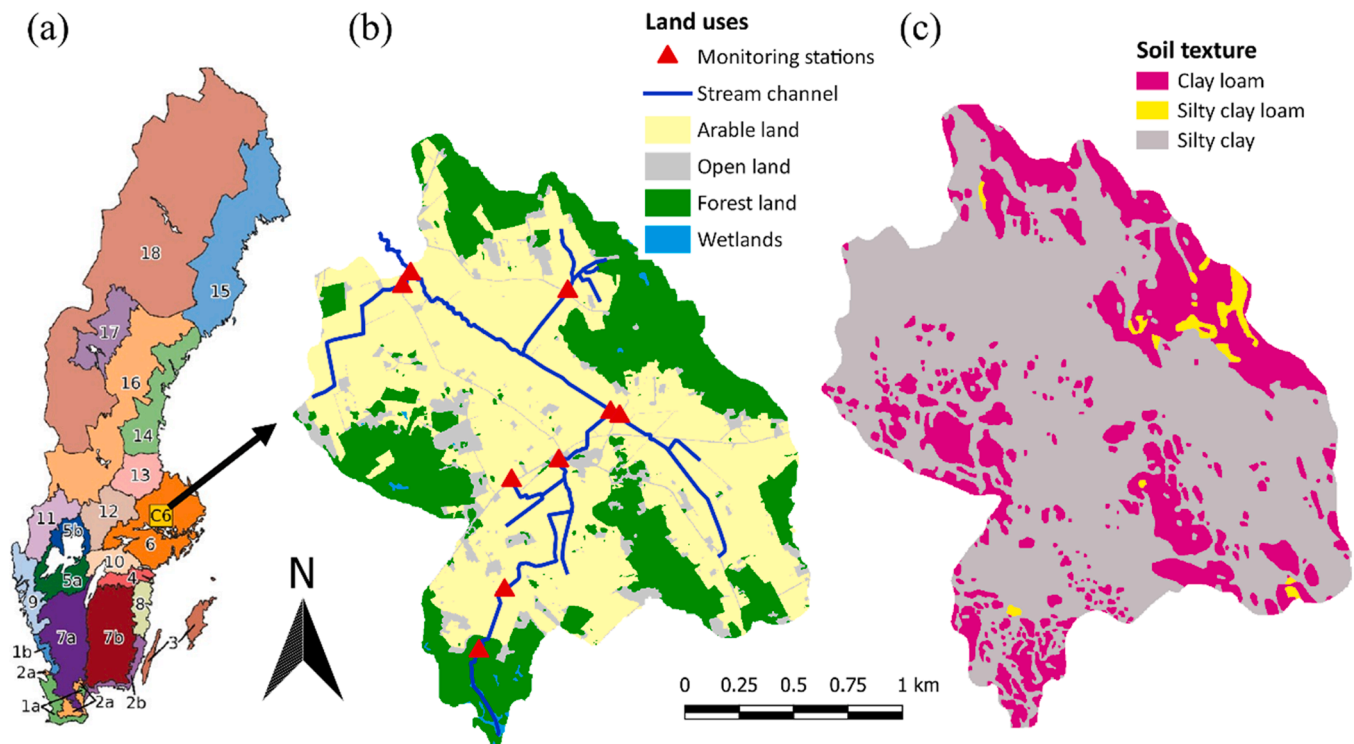 (a)
(b)
(c)
Land uses
Monitoring stations
Stream channel
Arable land
Open land
Forest land
Wetlands
Soil texture
Clay loam
Silty clay loam
Silty clay
18
15
17
16
14
13
11
12
C6
5b
6
10
5a
4
9
8
7a
7b
3
1b
2a
1a
2a
2b
N
0 0.25 0.50 0.75 1 km